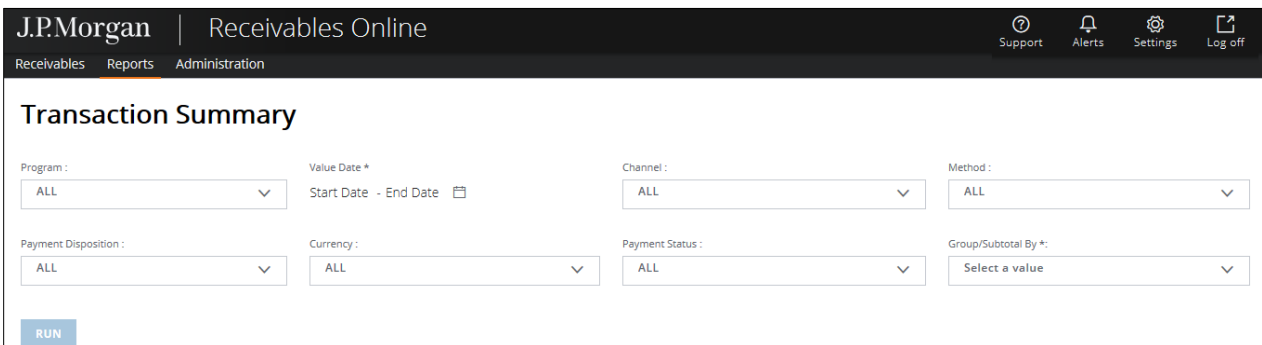 J.P.Morgan | Receivables Online
Support Alerts Settings Log off
Receivables Reports Administration
Transaction Summary
Program : Value Date * Channel : Method :
ALL Start Date - End Date ALL ALL
Payment Disposition : Currency : Payment Status : Group/Subtotal By *:
ALL ALL ALL Select a value
RUN